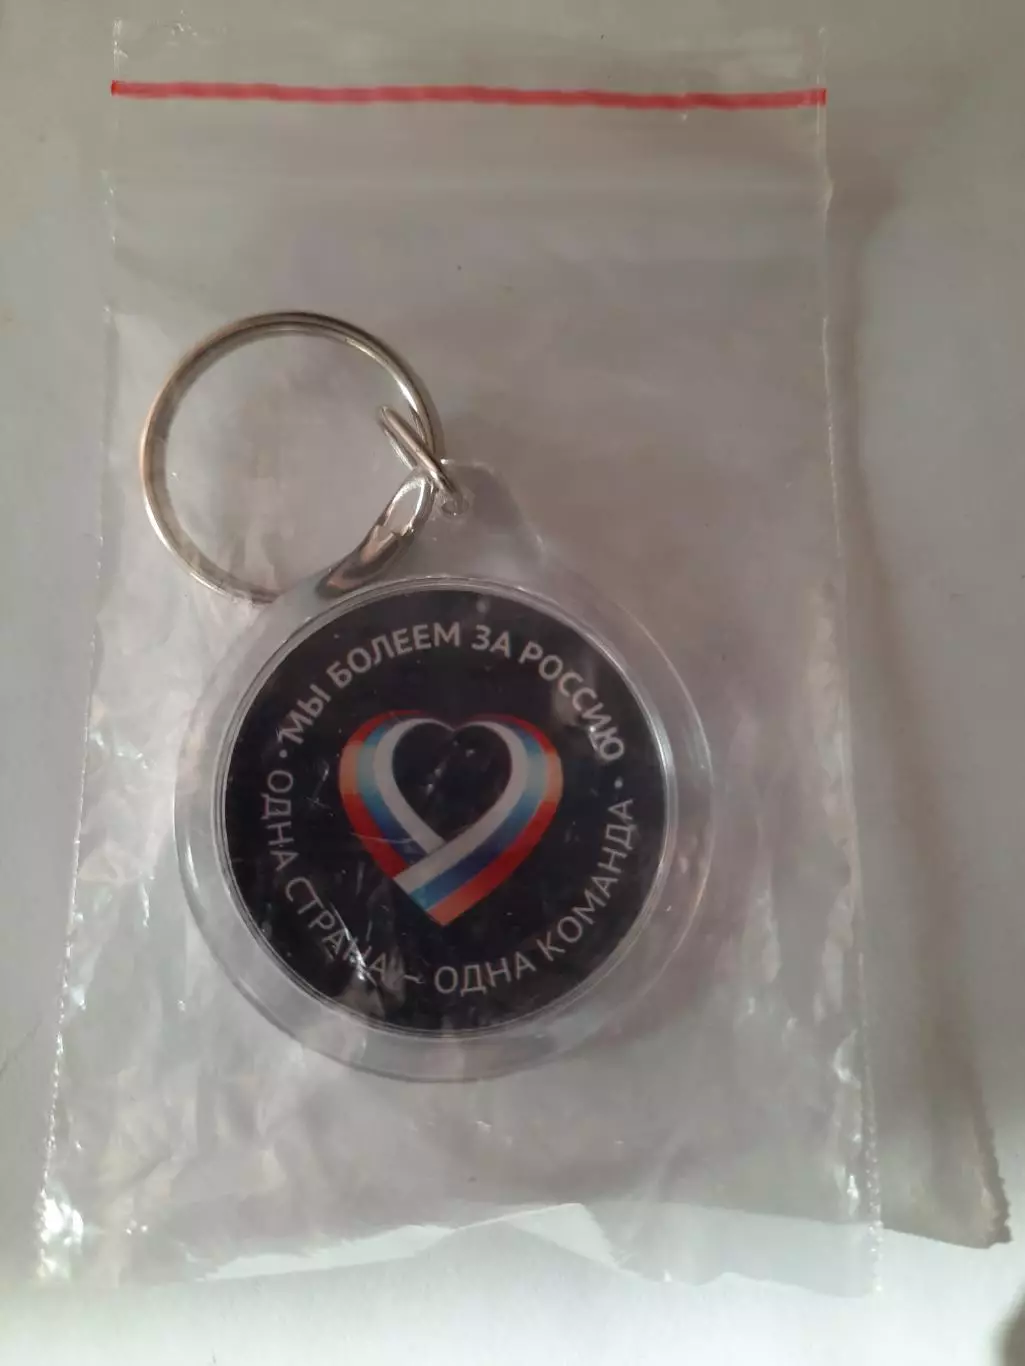 МЫ БОЛЕЕМ ЗА РОССИЮ
• ОДНА СТРАНА – ОДНА КОМАНДА •